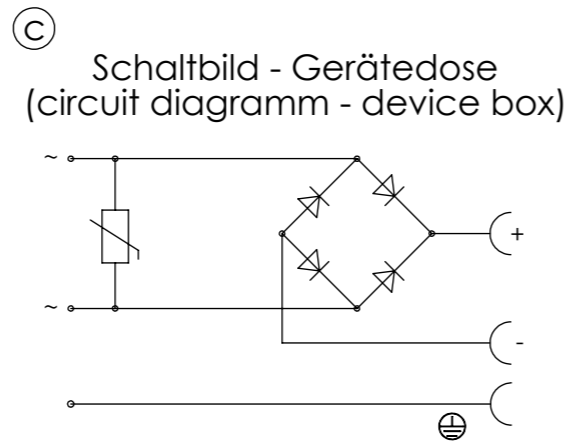 C
Schaltbild - Gerätedose
(circuit diagramm - device box)
~
+
~
-